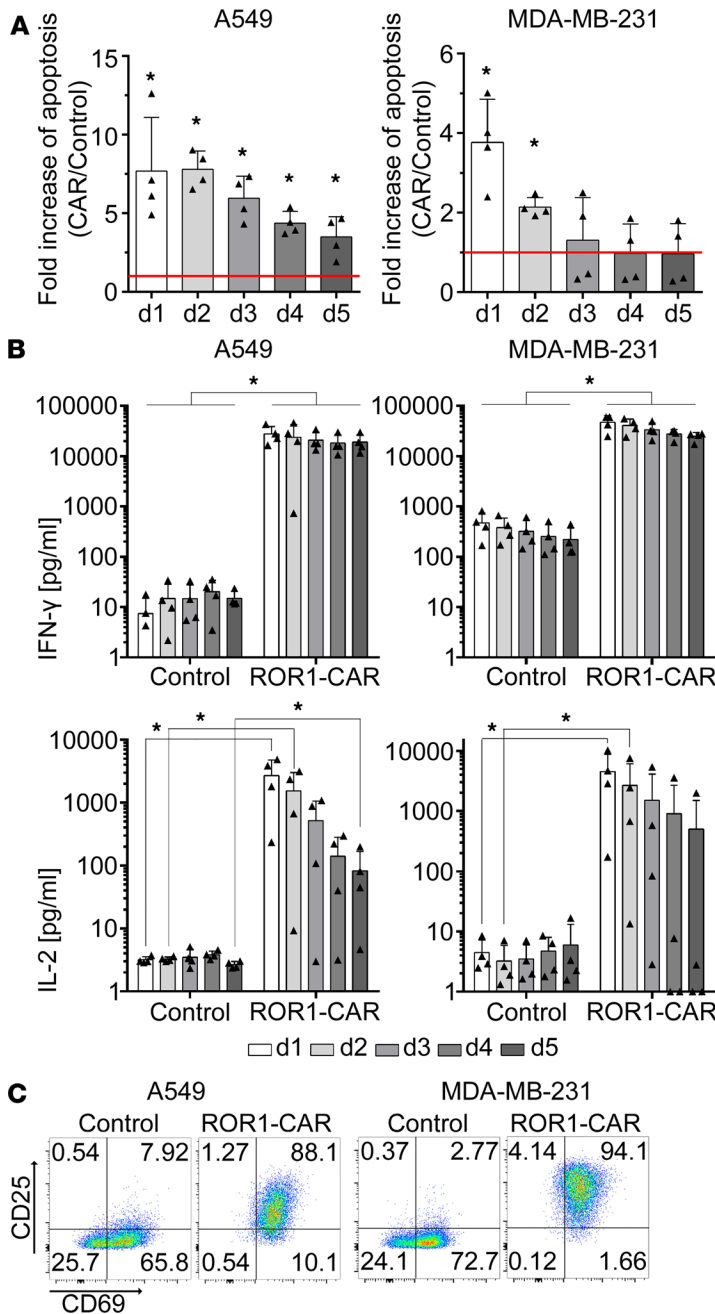 A
A549
MDA-MB-231
Fold increase of apoptosis
(CAR/Control)
15
10
5
0
*
*
*
*
*
d1 d2 d3 d4 d5
Fold increase of apoptosis
(CAR/Control)
6
4
2
0
*
*
d1 d2 d3 d4 d5
B
A549
MDA-MB-231
IFN-γ [pg/ml]
100000
10000
1000
100
10
1
*
Control ROR1-CAR
100000
10000
1000
100
10
1
*
Control ROR1-CAR
IL-2 [pg/ml]
10000
1000
100
10
1
* * *
Control ROR1-CAR
10000
1000
100
10
1
* *
Control ROR1-CAR
d1 d2 d3 d4 d5
C
A549
MDA-MB-231
Control ROR1-CAR Control ROR1-CAR
0.54 7.92 1.27 88.1 0.37 2.77 4.14 94.1
CD25
25.7 65.8 0.54 10.1 24.1 72.7 0.12 1.66
CD69